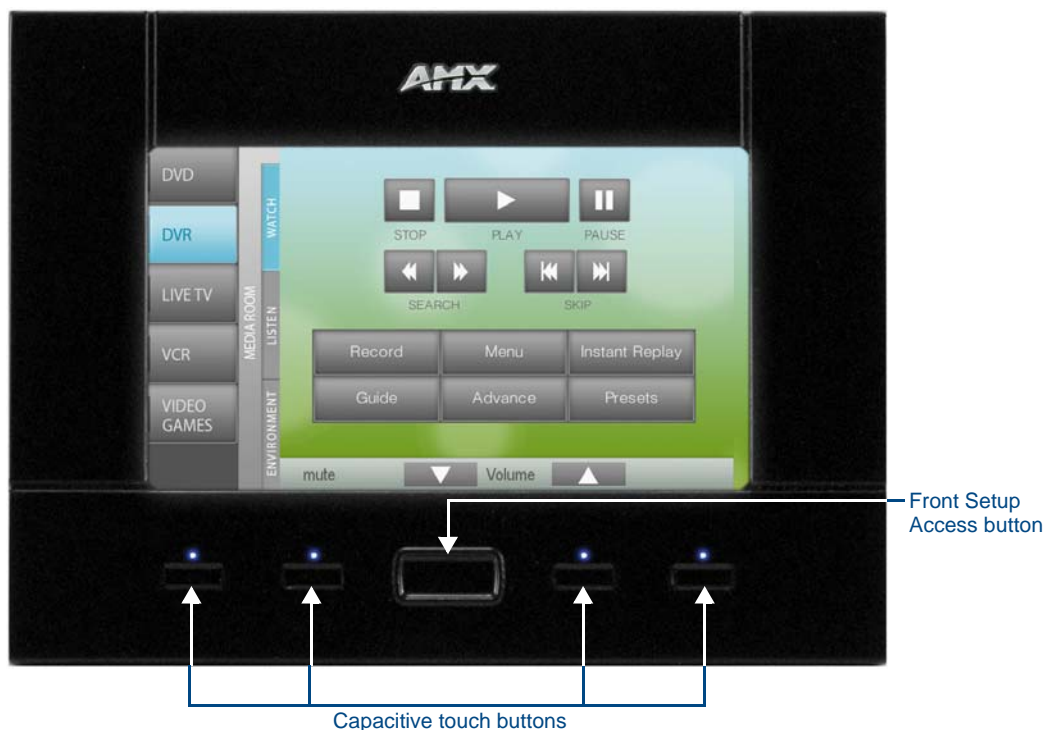 AMX
DVD
DVR
LIVE TV
VCR
VIDEO
GAMES
MEDIA ROOM
WATCH
LISTEN
ENVIRONMENT
STOP
PLAY
PAUSE
SEARCH
SKIP
Record
Menu
Instant Replay
Guide
Advance
Presets
mute
Volume
Front Setup
Access button
Capacitive touch buttons